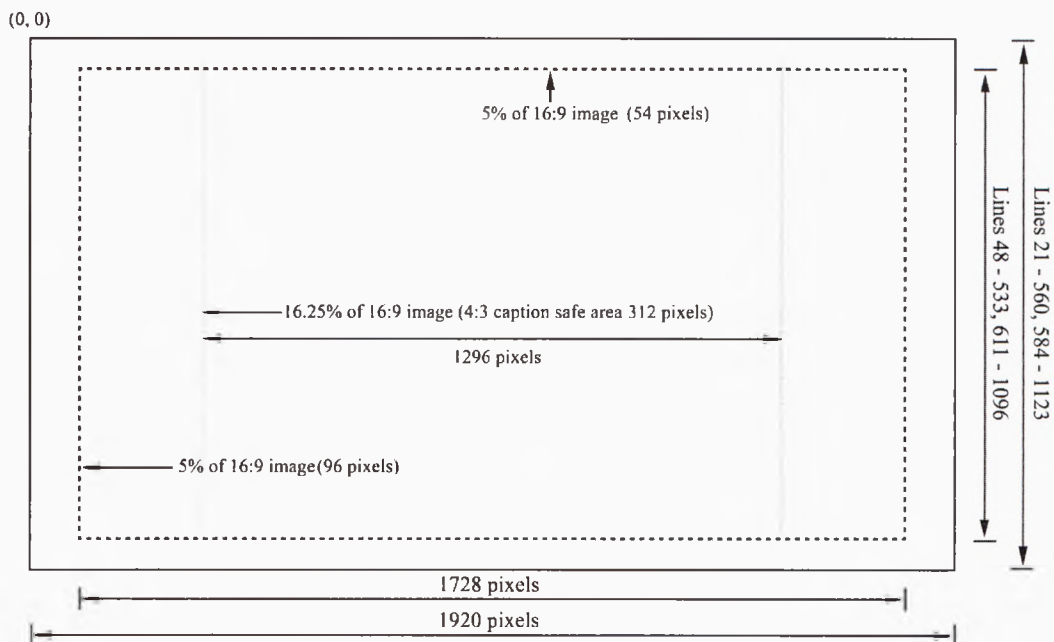 (0, 0)
5% of 16:9 image (54 pixels)
16.25% of 16:9 image (4:3 caption safe area 312 pixels)
1296 pixels
5% of 16:9 image(96 pixels)
Lines 48 - 533, 611 - 1096
Lines 21 - 560, 584 - 1123
1728 pixels
1920 pixels